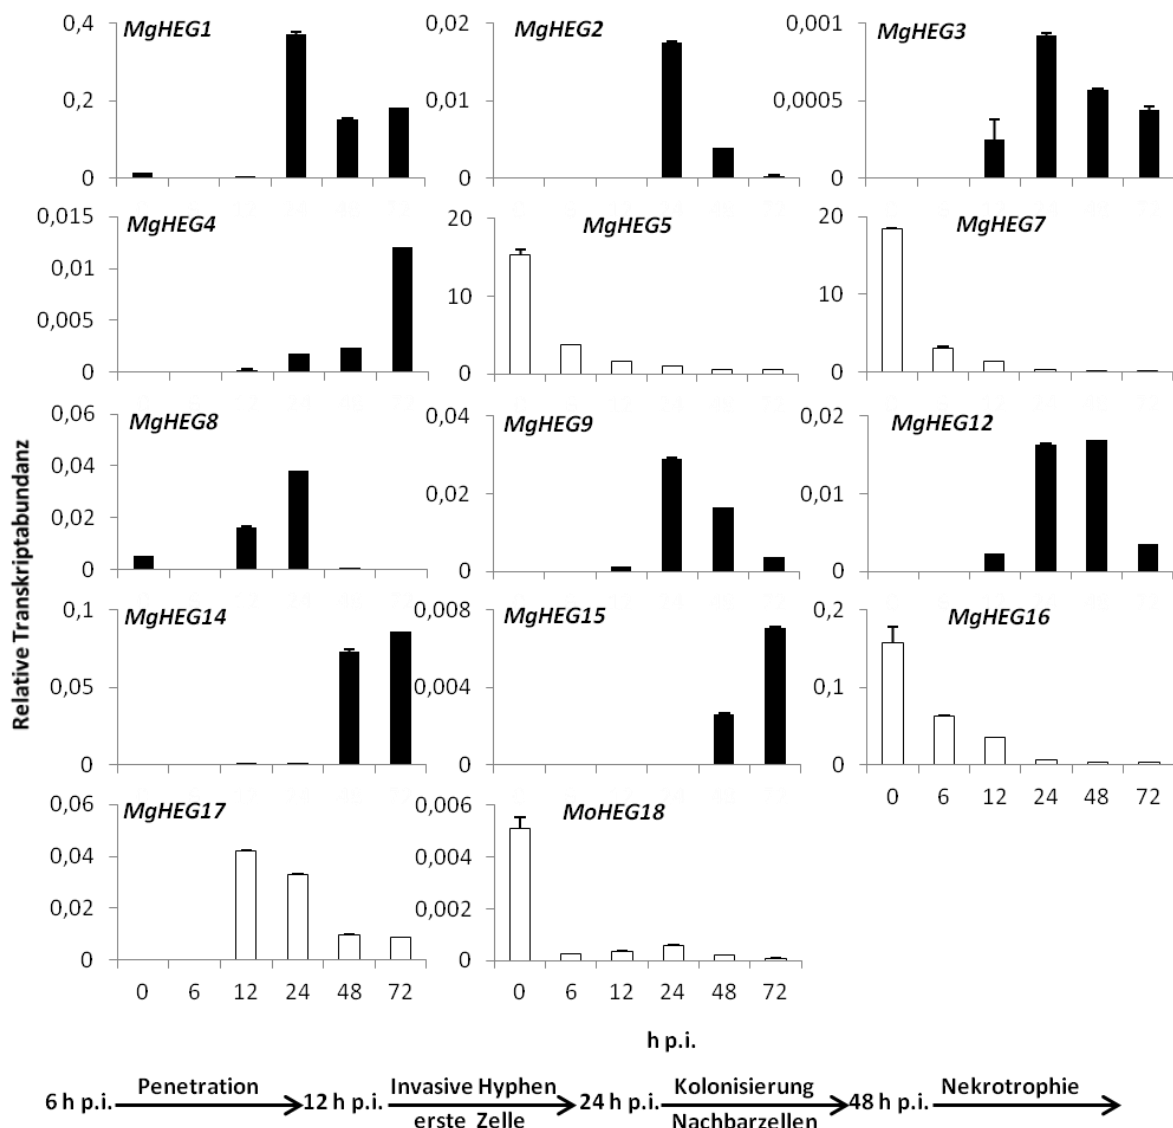 MgHEG1 MgHEG2 MgHEG3
0,4 0,02 0,001
0,2 0,01 0,0005
0 0 0
MgHEG4 MgHEG5 MgHEG7
0,015 20 20
0,01 10 10
0,005
0 0 0
MgHEG8 MgHEG9 MgHEG12
0,06 0,04 0,02
0,04
0,02 0,02 0,01
0 0 0
MgHEG14 MgHEG15 MgHEG16
0,1 0,008 0,2
0,05 0,004 0,1
0 0,000 0
MgHEG17 MoHEG18
0,06 0,006
0,04 0,004
0,02 0,002
0 0
0 6 12 24 48 72
0 6 12 24 48 72 0 6 12 24 48 72
Relative Transkriptabundanz
h p.i.
6 h p.i. Penetration 12 h p.i. Invasive Hyphen 24 h p.i. Kolonisierung 48 h p.i. Nekrotrophie
erste Zelle Nachbarzellen